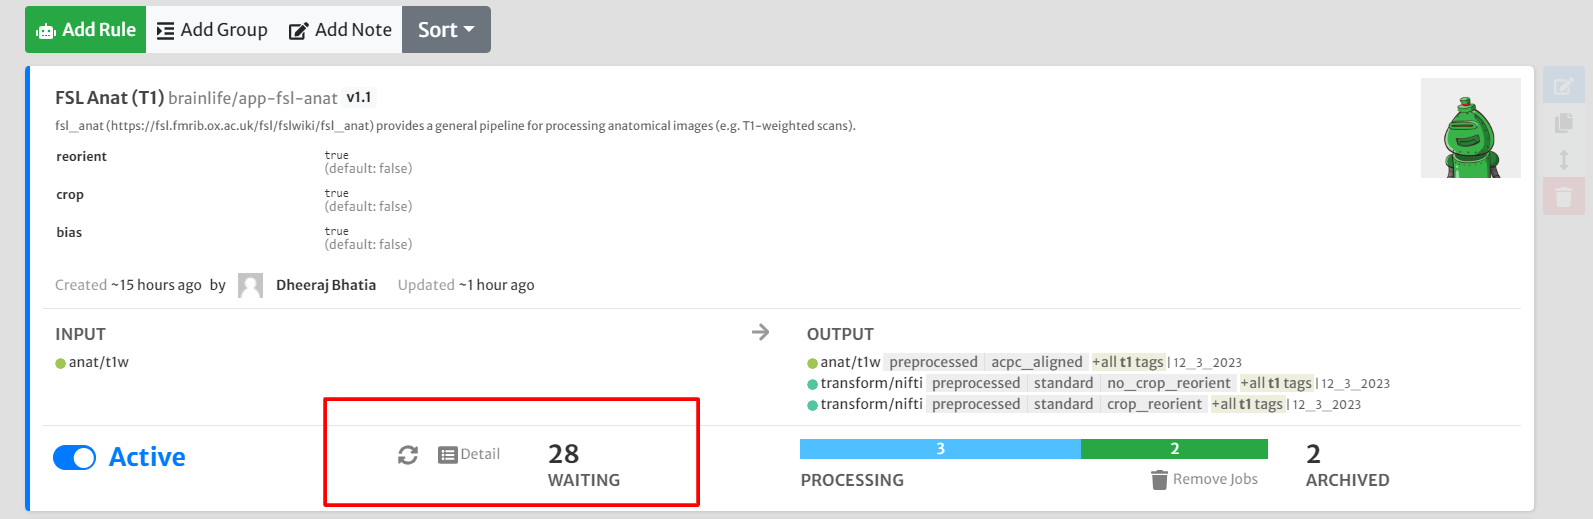 Add Rule Add Group Add Note Sort
FSL Anat (T1) brainlife/app-fsl-anat v1.1
fsl_anat (https://fsl.fmrib.ox.ac.uk/fsl/fslwiki/fsl_anat) provides a general pipeline for processing anatomical images (e.g. T1-weighted scans).
reorient true
(default: false)
crop true
(default: false)
bias true
(default: false)
Created ~15 hours ago by Dheeraj Bhatia Updated ~1 hour ago
INPUT
anat/t1w
OUTPUT
anat/t1w preprocessed acpc_aligned +all t1 tags | 12_3_2023
transform/nifti preprocessed standard no_crop_reorient +all t1 tags | 12_3_2023
transform/nifti preprocessed standard crop_reorient +all t1 tags | 12_3_2023
Active
Detail
28
WAITING
3 2
PROCESSING Remove Jobs
2
ARCHIVED